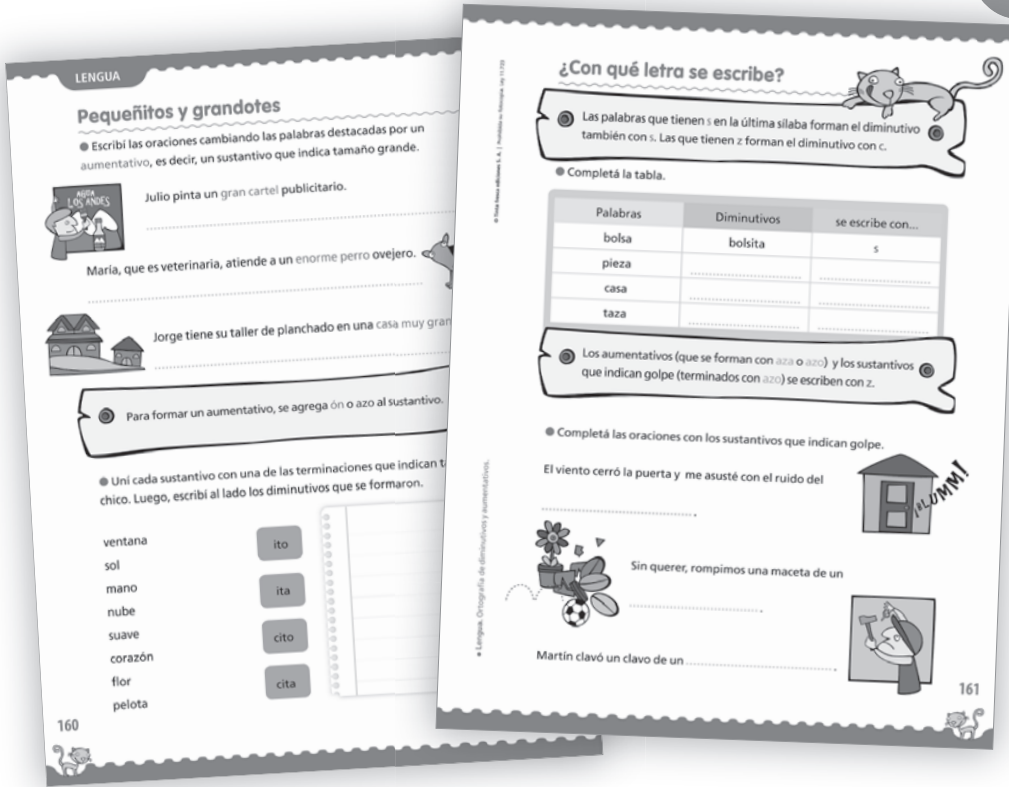 LENGUA
Pequeñitos y grandotes
● Escribí las oraciones cambiando las palabras destacadas por un
aumentativo, es decir, un sustantivo que indica tamaño grande.
AGUA
LOS ANDES
Julio pinta un gran cartel publicitario.
María, que es veterinaria, atiende a un enorme perro ovejero.
Jorge tiene su taller de planchado en una casa muy gran
Para formar un aumentativo, se agrega ón o azo al sustantivo.
● Uní cada sustantivo con una de las terminaciones que indican t
chico. Luego, escribí al lado los diminutivos que se formaron.
ventana
sol
mano
nube
suave
corazón
flor
pelota
ito
ita
cito
cita
160
¿Con qué letra se escribe?
Las palabras que tienen s en la última sílaba forman el diminutivo
también con s. Las que tienen z forman el diminutivo con c.
● Completá la tabla.
Palabras Diminutivos se escribe con...
bolsa bolsita s
pieza
casa
taza
Los aumentativos (que se forman con aza o azo) y los sustantivos
que indican golpe (terminados con azo) se escriben con z.
● Completá las oraciones con los sustantivos que indican golpe.
El viento cerró la puerta y me asusté con el ruido del
.
Sin querer, rompimos una maceta de un
.
Martín clavó un clavo de un .
161
● Lengua. Ortografía de diminutivos y aumentativos.